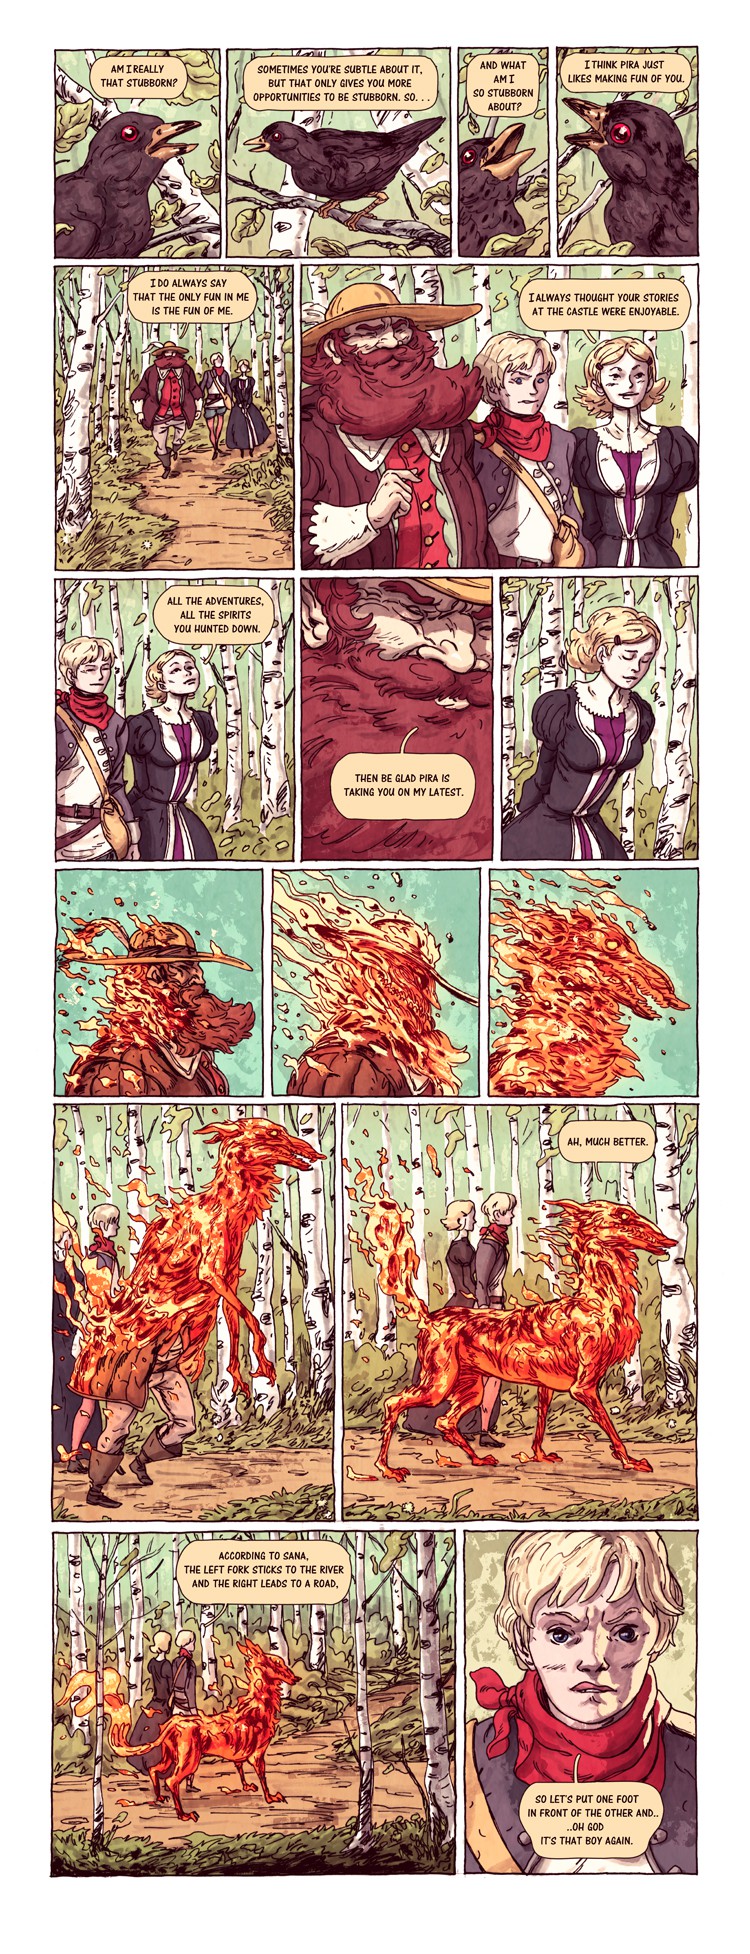 AM I REALLY
THAT STUBBORN?
SOMETIMES YOU'RE SUBTLE ABOUT IT,
BUT THAT ONLY GIVES YOU MORE
OPPORTUNITIES TO BE STUBBORN. SO. . .
AND WHAT
AM I
SO STUBBORN
ABOUT?
I THINK PIRA JUST
LIKES MAKING FUN OF YOU.
I DO ALWAYS SAY
THAT THE ONLY FUN IN ME
IS THE FUN OF ME.
I ALWAYS THOUGHT YOUR STORIES
AT THE CASTLE WERE ENJOYABLE.
ALL THE ADVENTURES,
ALL THE SPIRITS
YOU HUNTED DOWN.
THEN BE GLAD PIRA IS
TAKING YOU ON MY LATEST.
AH, MUCH BETTER.
ACCORDING TO SANA,
THE LEFT FORK STICKS TO THE RIVER
AND THE RIGHT LEADS TO A ROAD,
SO LET'S PUT ONE FOOT
IN FRONT OF THE OTHER AND..
..OH GOD
IT'S THAT BOY AGAIN.